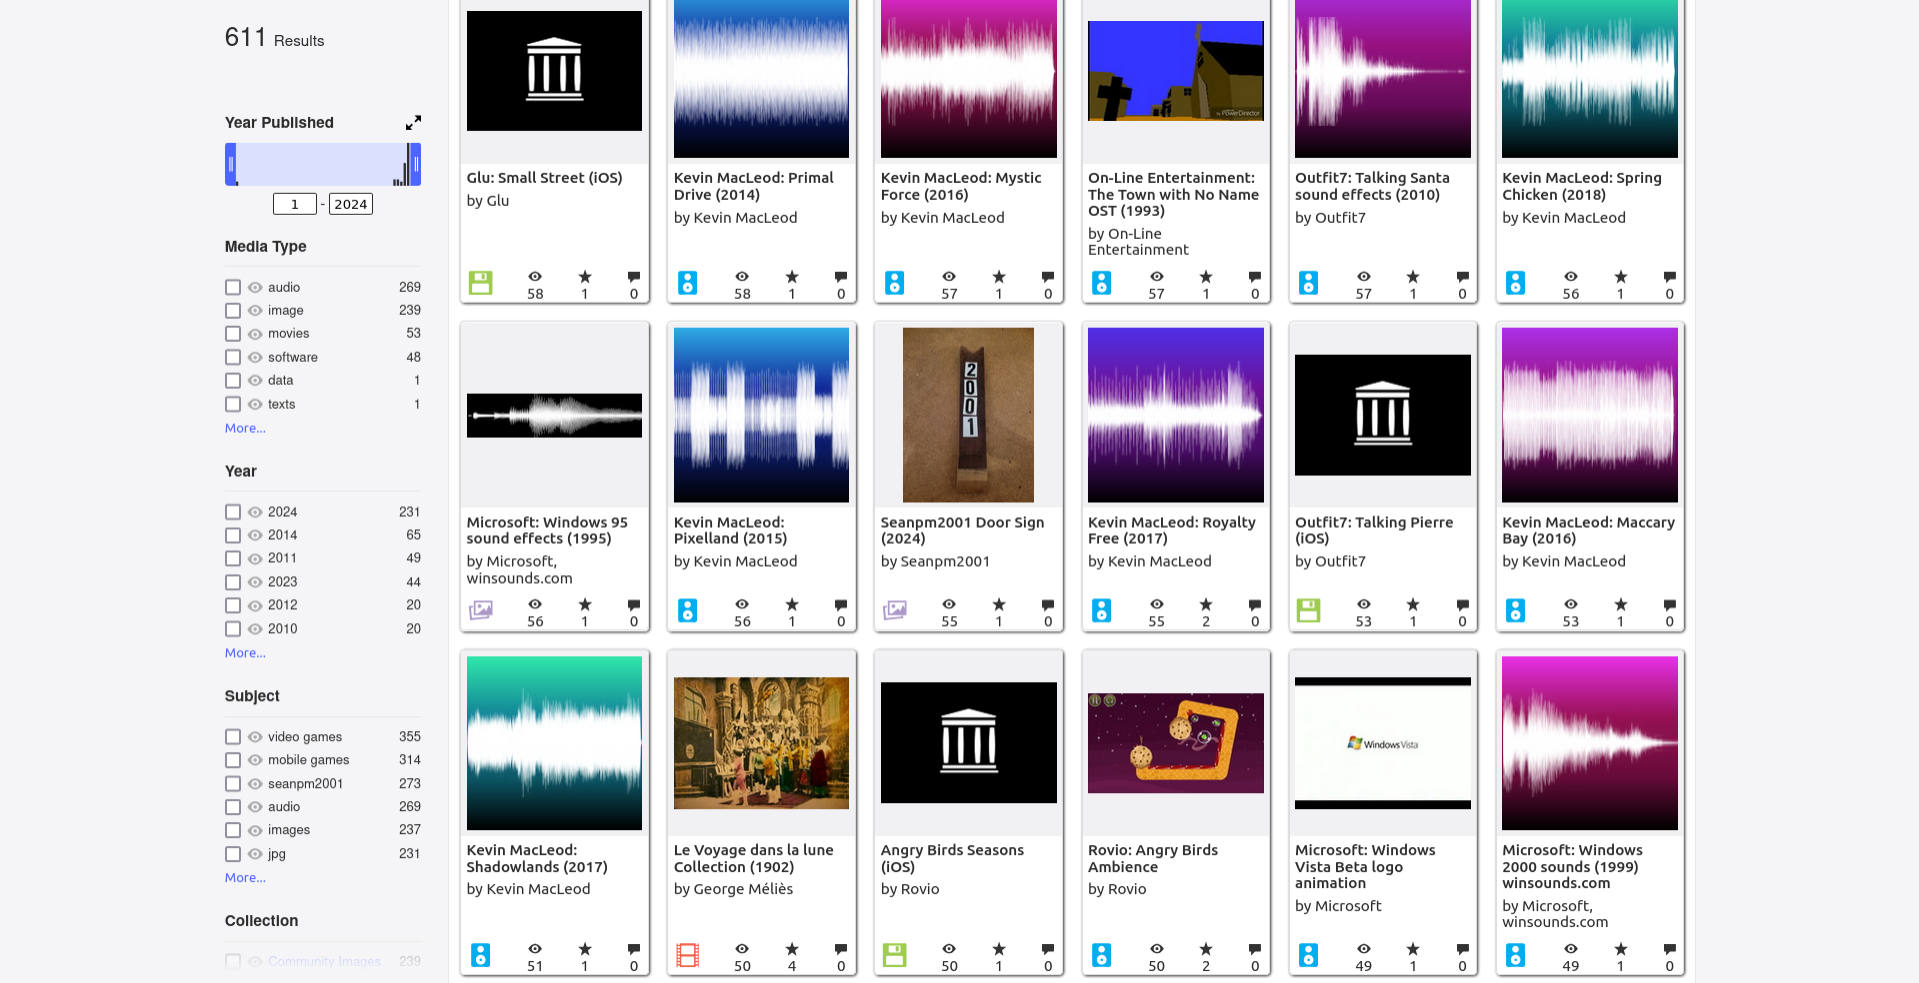 611 Results
Year Published
1 - 2024
Media Type
audio 269
image 239
movies 53
software 48
data 1
texts 1
More...
Year
2024 231
2014 65
2011 49
2023 44
2012 20
2010 20
More...
Subject
video games 355
mobile games 314
seanpm2001 273
audio 269
images 237
jpg 231
More...
Collection
Community Images 239
Glu: Small Street (iOS)
by Glu
58 1 0
Kevin MacLeod: Primal
Drive (2014)
by Kevin MacLeod
58 1 0
Kevin MacLeod: Mystic
Force (2016)
by Kevin MacLeod
57 1 0
by PowerDirector
On-Line Entertainment:
The Town with No Name
OST (1993)
by On-Line
Entertainment
57 1 0
Outfit7: Talking Santa
sound effects (2010)
by Outfit7
57 1 0
Kevin MacLeod: Spring
Chicken (2018)
by Kevin MacLeod
56 1 0
Microsoft: Windows 95
sound effects (1995)
by Microsoft,
winsounds.com
56 1 0
Kevin MacLeod:
Pixelland (2015)
by Kevin MacLeod
56 1 0
2001
Seanpm2001 Door Sign
(2024)
by Seanpm2001
55 1 0
Kevin MacLeod: Royalty
Free (2017)
by Kevin MacLeod
55 2 0
Outfit7: Talking Pierre
(iOS)
by Outfit7
53 1 0
Kevin MacLeod: Maccary
Bay (2016)
by Kevin MacLeod
53 1 0
Kevin MacLeod:
Shadowlands (2017)
by Kevin MacLeod
51 1 0
Le Voyage dans la lune
Collection (1902)
by George Méliès
50 4 0
Angry Birds Seasons
(iOS)
by Rovio
50 1 0
Rovio: Angry Birds
Ambience
by Rovio
50 2 0
Windows Vista
Microsoft: Windows
Vista Beta logo
animation
by Microsoft
49 1 0
Microsoft: Windows
2000 sounds (1999)
winsounds.com
by Microsoft,
winsounds.com
49 1 0